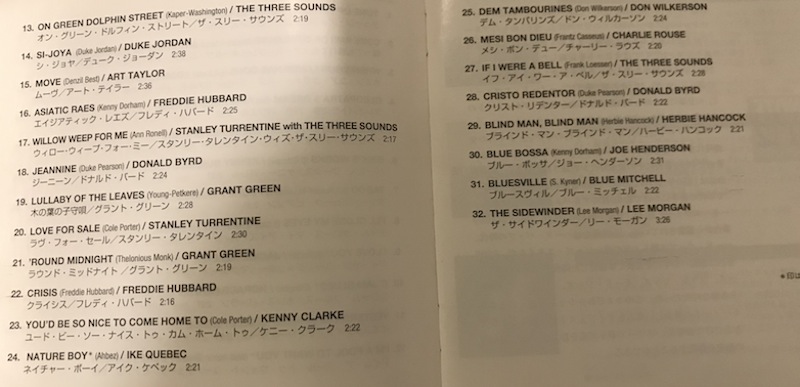 13. ON GREEN DOLPHIN STREET (Kaper-Washington) / THE THREE SOUNDS
オン・グリーン・ドルフィン・ストリート／ザ・スリー・サウンズ 2:19
14. SI-JOYA (Duke Jordan) / DUKE JORDAN
シ・ジョヤ／デューク・ジョーダン 2:38
15. MOVE (Denzil Best) / ART TAYLOR
ムーヴ／アート・テイラー 2:36
16. ASIATIC RAES (Kenny Dorham) / FREDDIE HUBBARD
エイジアティック・レイズ／フレディ・ハバード 2:25
17. WILLOW WEEP FOR ME (Ann Ronell) / STANLEY TURRENTINE with THE THREE SOUNDS
ウィロー・ウィープ・フォー・ミー／スタンリー・タレンタイン・ウィズ・ザ・スリー・サウンズ 2:17
18. JEANNINE (Duke Pearson) / DONALD BYRD
ジーニーン／ドナルド・バード 2:24
19. LULLABY OF THE LEAVES (Young-Petkere) / GRANT GREEN
木の葉の子守唄／グラント・グリーン 2:28
20. LOVE FOR SALE (Cole Porter) / STANLEY TURRENTINE
ラヴ・フォー・セール／スタンリー・タレンタイン 2:30
21. 'ROUND MIDNIGHT (Thelonious Monk) / GRANT GREEN
ラウンド・ミッドナイト／グラント・グリーン 2:19
22. CRISIS (Freddie Hubbard) / FREDDIE HUBBARD
クライシス／フレディ・ハバード 2:16
23. YOU'D BE SO NICE TO COME HOME TO (Cole Porter) / KENNY CLARKE
ユード・ビー・ソー・ナイス・トゥ・カム・ホーム・トゥ／ケニー・クラーク 2:22
24. NATURE BOY* (Ahbez) / IKE QUEBEC
ネイチャー・ボーイ／アイク・ケベック 2:21
25. DEM TAMBOURINES (Don Wilkerson) / DON WILKERSON
デム・タンバリンズ／ドン・ウィルカーソン 2:24
26. MESI BON DIEU (Frantz Casseus) / CHARLIE ROUSE
メシ・ボン・デュー／チャーリー・ラウズ 2:20
27. IF I WERE A BELL (Frank Loesser) / THE THREE SOUNDS
イフ・アイ・ワー・ア・ベル／ザ・スリー・サウンズ 2:28
28. CRISTO REDENTOR (Duke Pearson) / DONALD BYRD
クリスト・リデンター／ドナルド・バード 2:22
29. BLIND MAN, BLIND MAN (Herbie Hancock) / HERBIE HANCOCK
ブラインド・マン・ブラインド・マン／ハービー・ハンコック 2:21
30. BLUE BOSSA (Kenny Dorham) / JOE HENDERSON
ブルー・ボッサ／ジョー・ヘンダーソン 2:31
31. BLUESVILLE (S. Kyner) / BLUE MITCHELL
ブルースヴィル／ブルー・ミッチェル 2:22
32. THE SIDEWINDER (Lee Morgan) / LEE MORGAN
ザ・サイドワインダー／リー・モーガン 3:26